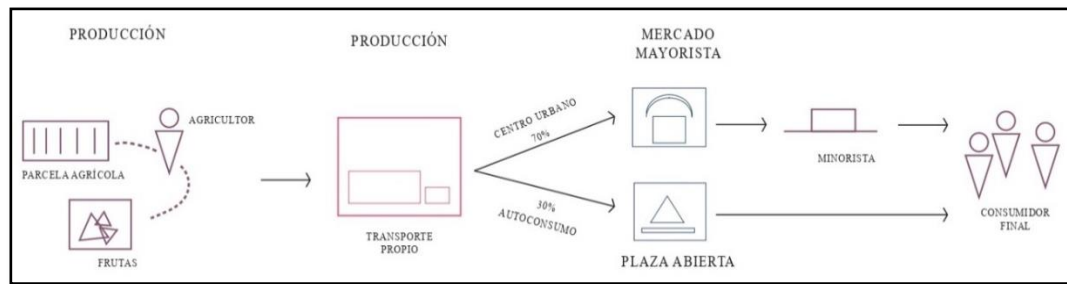 PRODUCCIÓN
PRODUCCIÓN
MERCADO
MAYORISTA
AGRICULTOR
PARCELA AGRÍCOLA
FRUTAS
TRANSPORTE
PROPIO
CENTRO URBANO
70%
30%
AUTOCONSUMO
MINORISTA
PLAZA ABIERTA
CONSUMIDOR
FINAL